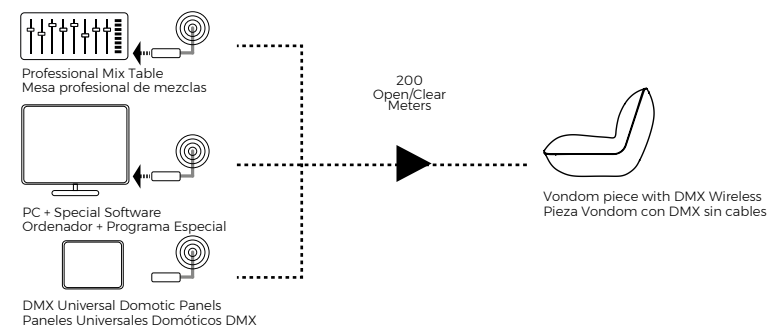 Professional Mix Table
Mesa profesional de mezclas
200
Open/Clear
Meters
PC + Special Software
Ordenador + Programa Especial
Vondom piece with DMX Wireless
Pieza Vondom con DMX sin cables
DMX Universal Domotic Panels
Paneles Universales Domóticos DMX